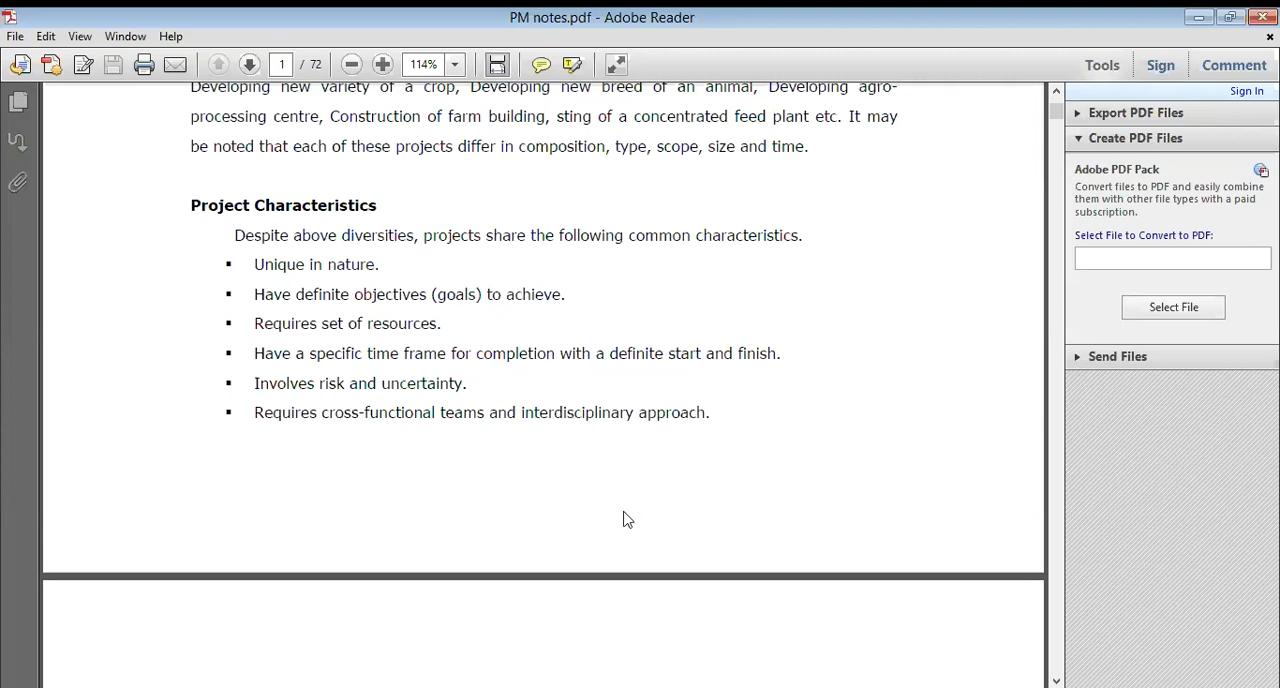 PM notes.pdf - Adobe Reader
File Edit View Window Help
1 / 72 114% Tools Sign Comment
Sign In
Developing new variety of a crop, Developing new breed of an animal, Developing agro-
processing centre, Construction of farm building, sting of a concentrated feed plant etc. It may
be noted that each of these projects differ in composition, type, scope, size and time.
Project Characteristics
Despite above diversities, projects share the following common characteristics.
▪ Unique in nature.
▪ Have definite objectives (goals) to achieve.
▪ Requires set of resources.
▪ Have a specific time frame for completion with a definite start and finish.
▪ Involves risk and uncertainty.
▪ Requires cross-functional teams and interdisciplinary approach.
Export PDF Files
Create PDF Files
Adobe PDF Pack
Convert files to PDF and easily combine
them with other file types with a paid
subscription.
Select File to Convert to PDF:
Select File
Send Files